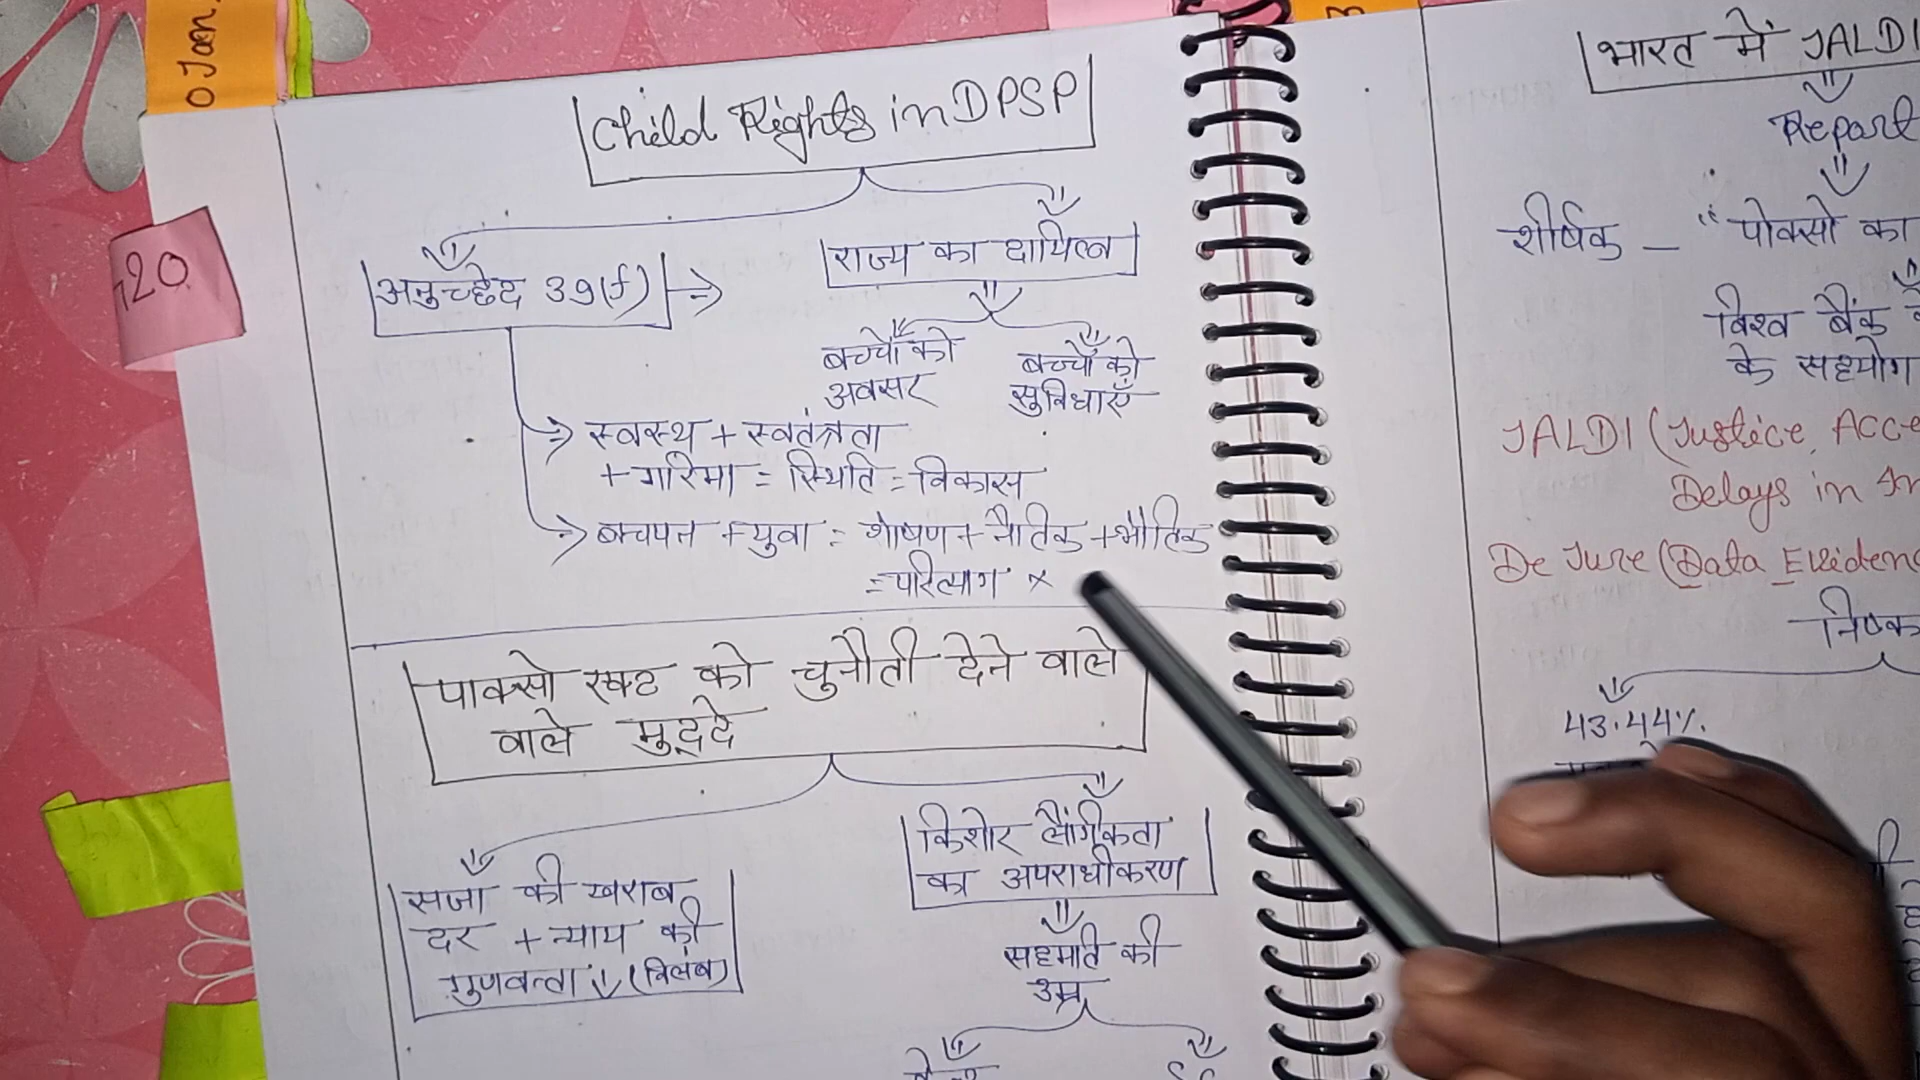 0 Jan
20
Child Rights in DPSP
अनुच्छेद 39(f)
राज्य का दायित्व
बच्चों को
अवसर
बच्चों को
सुविधाएँ
स्वस्थ + स्वतंत्रता
+ गरिमा = स्थिति = विकास
बचपन + युवा = शोषण + नैतिक + भौतिक
= परित्याग ×
पाक्सो एक्ट को चुनौती देने वाले
वाले मुद्दे
सजा की खराब
दर + न्याय की
गुणवत्ता ↓ (विलंब)
किशोर लैंगीकता
का अपराधीकरण
सहमति की
उम्र
भारत में JALDI
Report
शीर्षक – "पोक्सो का
विश्व बैंक
के सहयोग
JALDI (Justice, Acce
Delays in In
De Jure (Data Evidenc
निष्क
43.44%